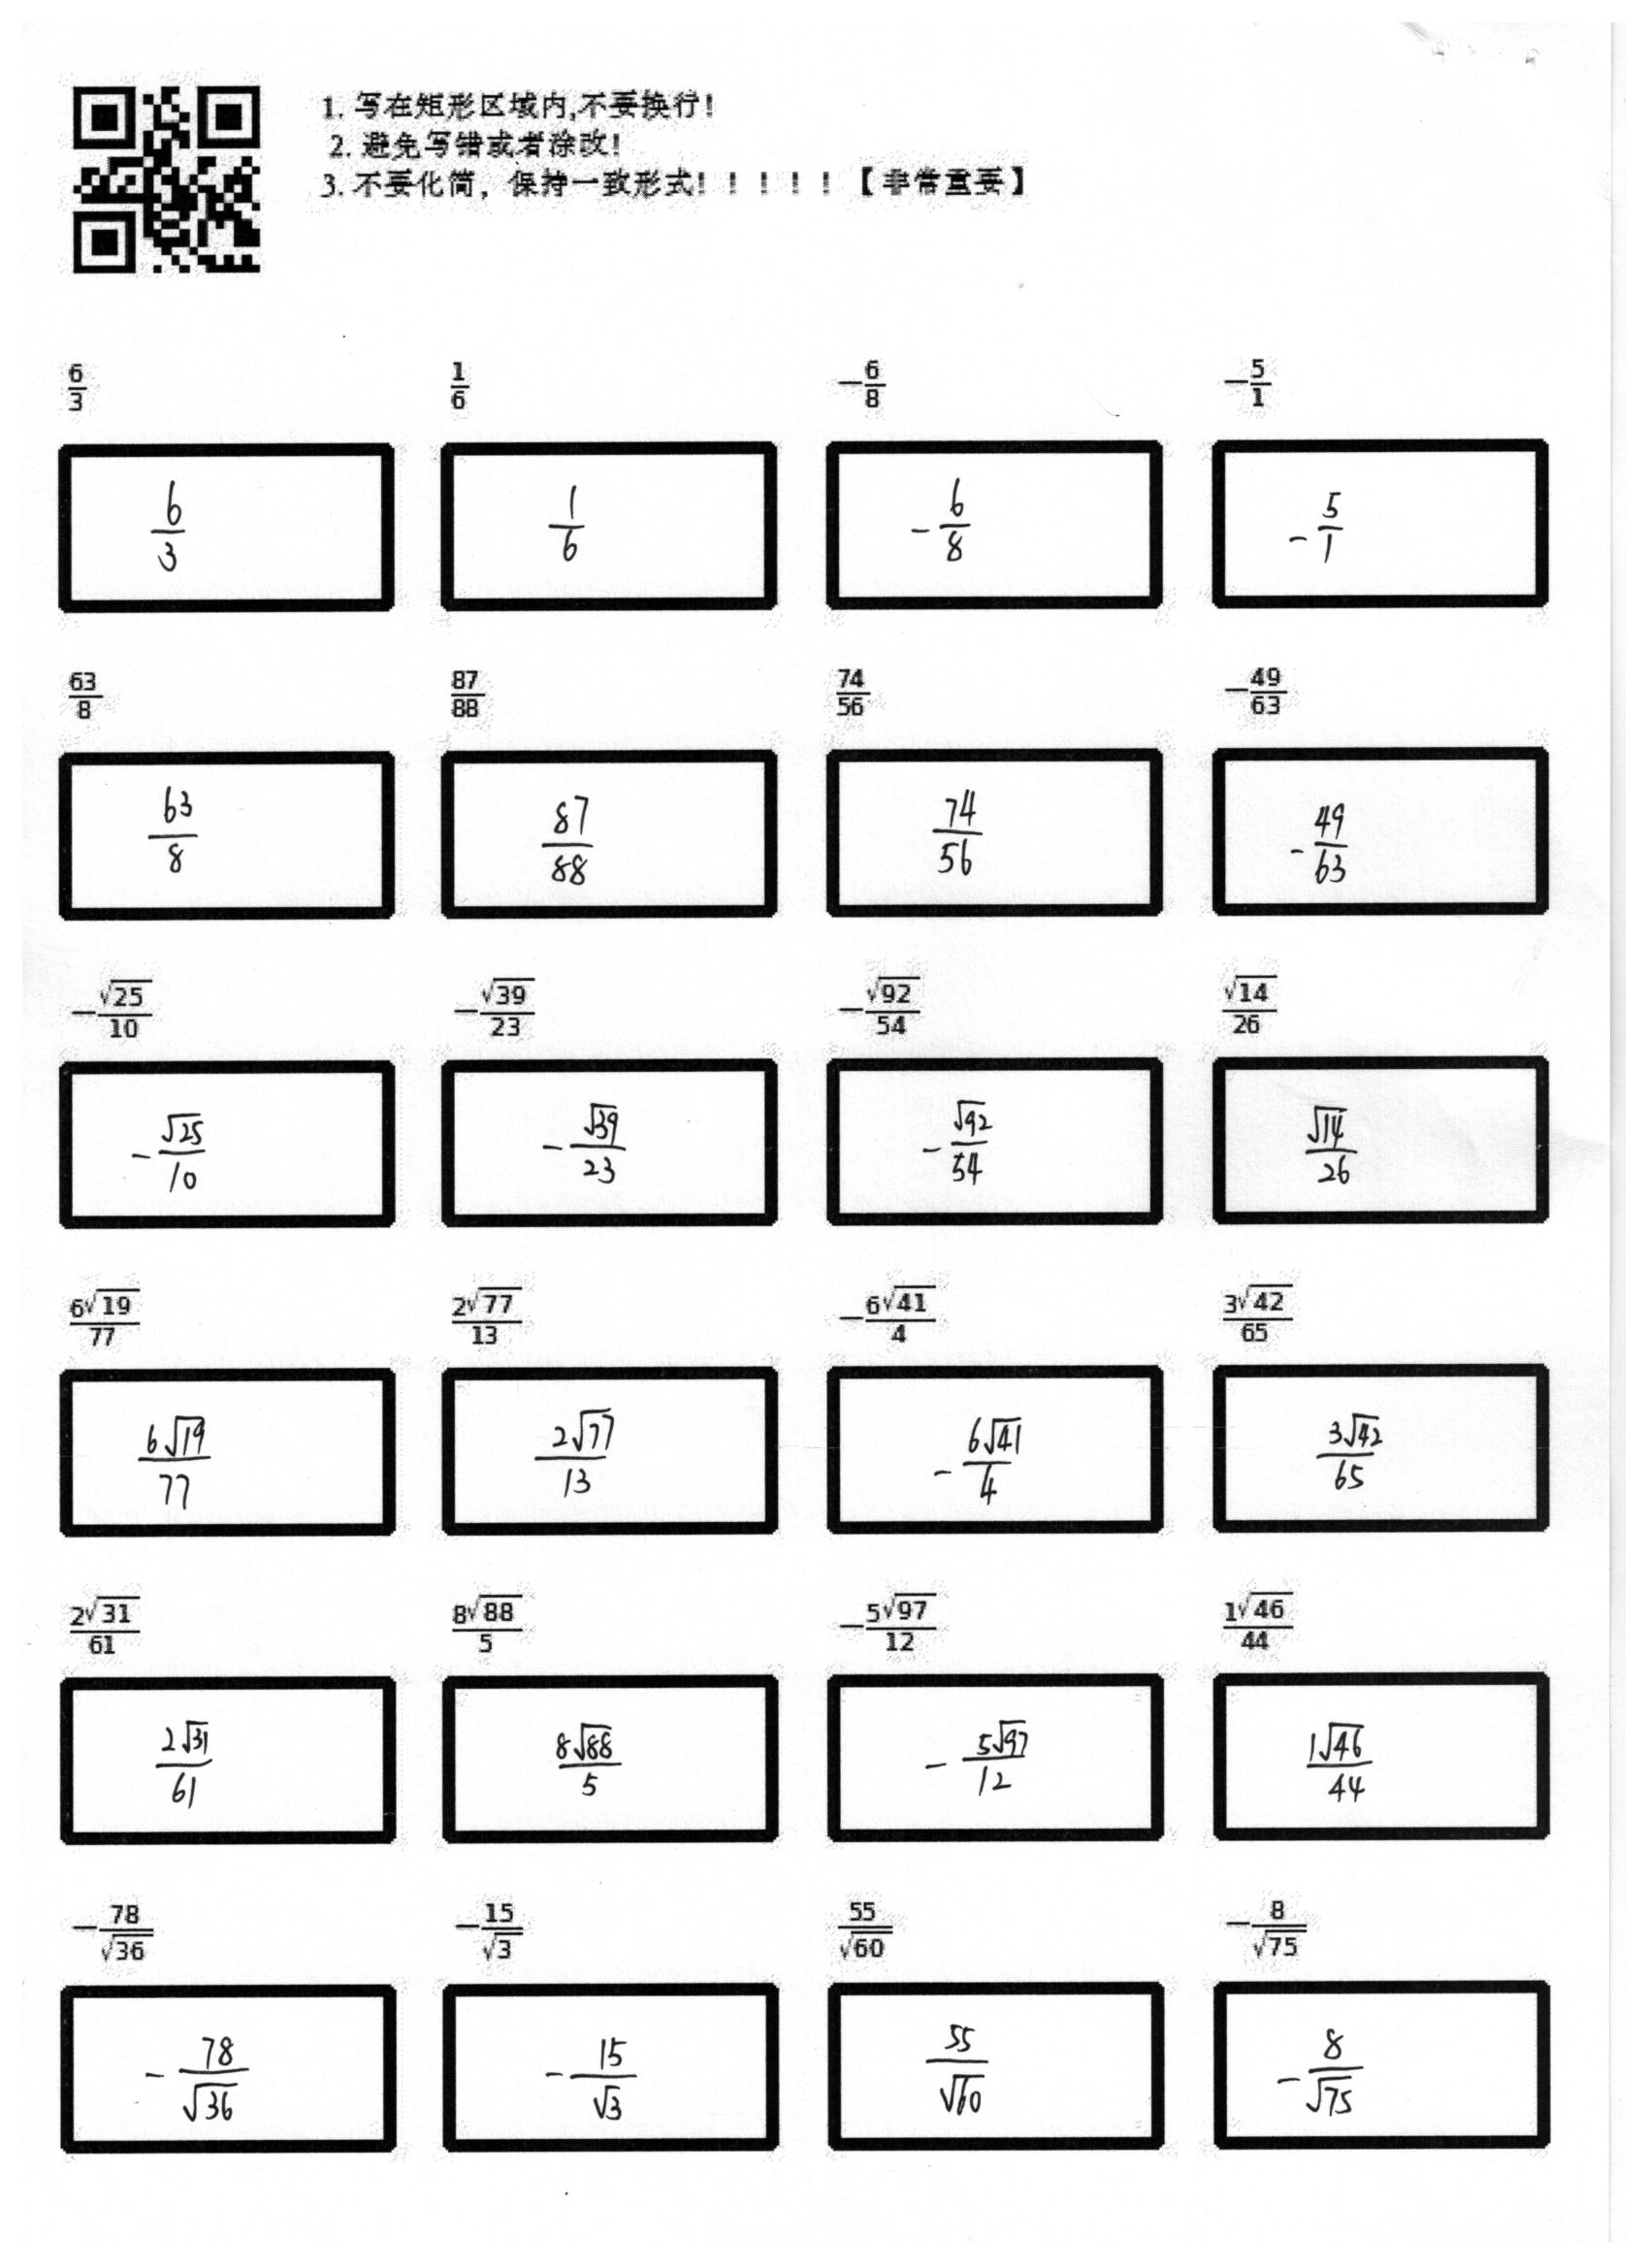 1. 写在矩形区域内,不要换行!
2. 避免写错或者涂改!
3. 不要化简，保持一致形式! ! ! ! ! 【非常重要】
$\frac{6}{3}$ $\frac{1}{6}$ $-\frac{6}{8}$ $-\frac{5}{1}$
$\frac{6}{3}$ $\frac{1}{6}$ $-\frac{6}{8}$ $-\frac{5}{1}$
$\frac{63}{8}$ $\frac{87}{88}$ $\frac{74}{56}$ $-\frac{49}{63}$
$\frac{63}{8}$ $\frac{87}{88}$ $\frac{74}{56}$ $-\frac{49}{63}$
$-\frac{\sqrt{25}}{10}$ $-\frac{\sqrt{39}}{23}$ $-\frac{\sqrt{92}}{54}$ $\frac{\sqrt{14}}{26}$
$-\frac{\sqrt{25}}{10}$ $-\frac{\sqrt{39}}{23}$ $-\frac{\sqrt{92}}{54}$ $\frac{\sqrt{14}}{26}$
$\frac{6\sqrt{19}}{77}$ $\frac{2\sqrt{77}}{13}$ $-\frac{6\sqrt{41}}{4}$ $\frac{3\sqrt{42}}{65}$
$\frac{6\sqrt{19}}{77}$ $\frac{2\sqrt{77}}{13}$ $-\frac{6\sqrt{41}}{4}$ $\frac{3\sqrt{42}}{65}$
$\frac{2\sqrt{31}}{61}$ $\frac{8\sqrt{88}}{5}$ $-\frac{5\sqrt{97}}{12}$ $\frac{1\sqrt{46}}{44}$
$\frac{2\sqrt{31}}{61}$ $\frac{8\sqrt{88}}{5}$ $-\frac{5\sqrt{97}}{12}$ $\frac{1\sqrt{46}}{44}$
$-\frac{78}{\sqrt{36}}$ $-\frac{15}{\sqrt{3}}$ $\frac{55}{\sqrt{60}}$ $-\frac{8}{\sqrt{75}}$
$-\frac{78}{\sqrt{36}}$ $-\frac{15}{\sqrt{3}}$ $\frac{55}{\sqrt{60}}$ $-\frac{8}{\sqrt{75}}$